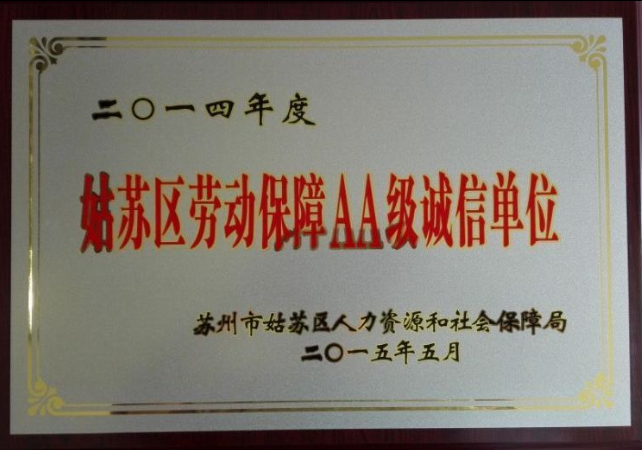 二〇一四年度
姑苏区劳动保障AA级诚信单位
苏州市姑苏区人力资源和社会保障局
二〇一五年五月